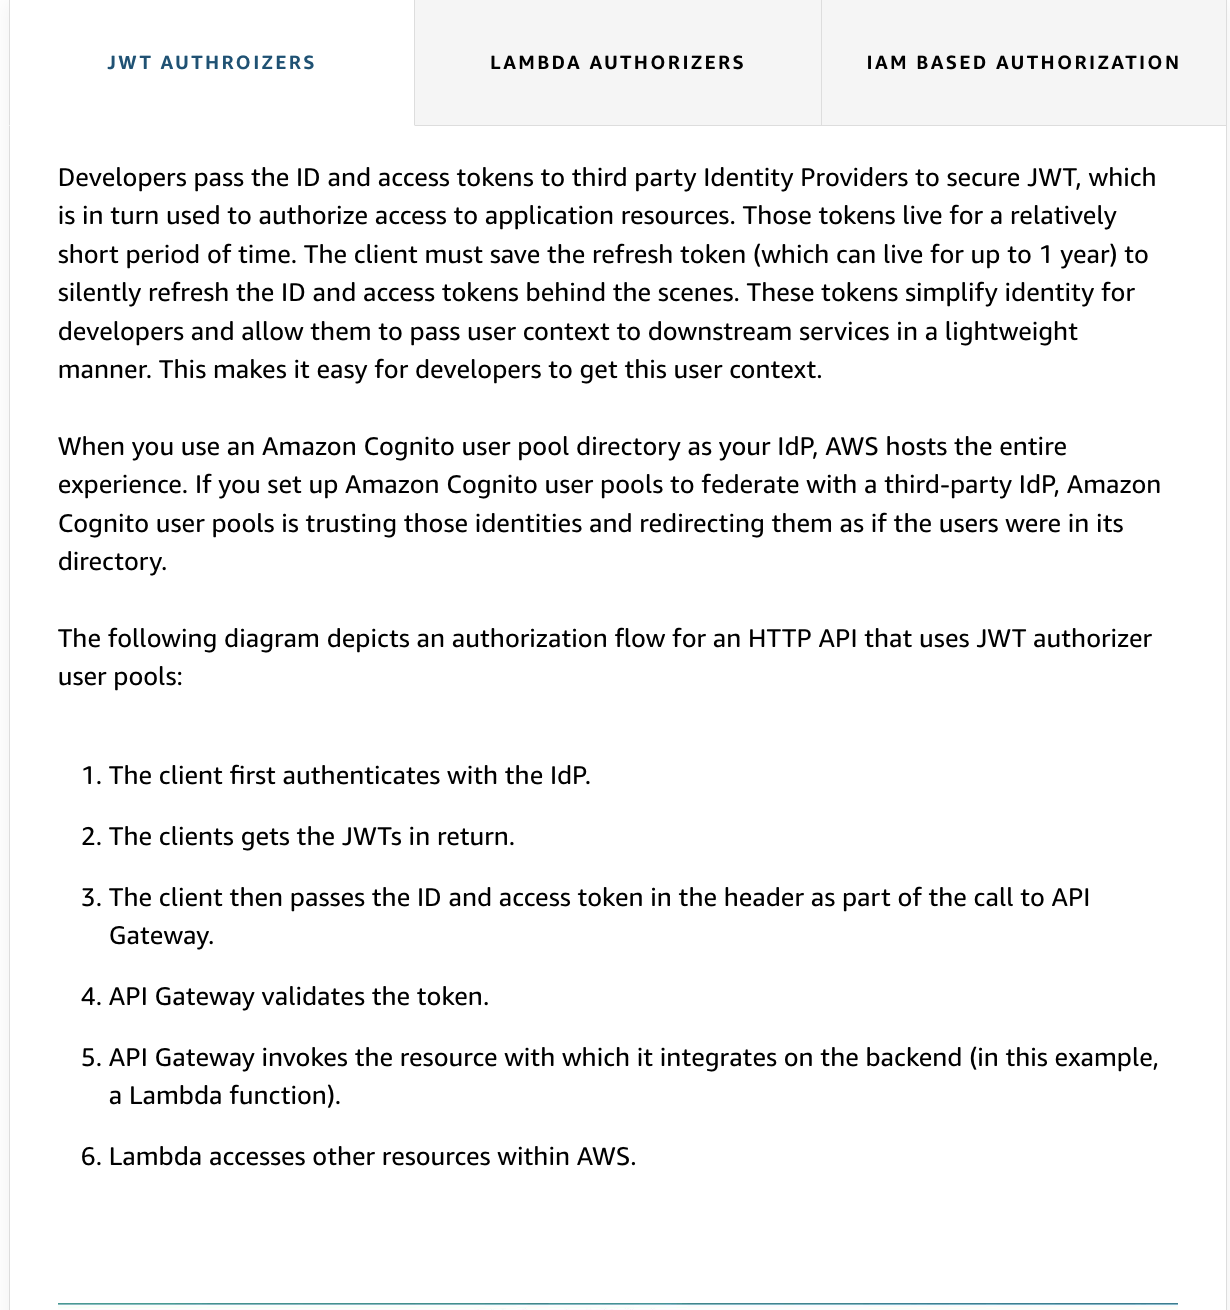 JWT AUTHROIZERS
LAMBDA AUTHORIZERS
IAM BASED AUTHORIZATION
Developers pass the ID and access tokens to third party Identity Providers to secure JWT, which
is in turn used to authorize access to application resources. Those tokens live for a relatively
short period of time. The client must save the refresh token (which can live for up to 1 year) to
silently refresh the ID and access tokens behind the scenes. These tokens simplify identity for
developers and allow them to pass user context to downstream services in a lightweight
manner. This makes it easy for developers to get this user context.
When you use an Amazon Cognito user pool directory as your IdP, AWS hosts the entire
experience. If you set up Amazon Cognito user pools to federate with a third-party IdP, Amazon
Cognito user pools is trusting those identities and redirecting them as if the users were in its
directory.
The following diagram depicts an authorization flow for an HTTP API that uses JWT authorizer
user pools:
1. The client first authenticates with the IdP.
2. The clients gets the JWTs in return.
3. The client then passes the ID and access token in the header as part of the call to API
Gateway.
4. API Gateway validates the token.
5. API Gateway invokes the resource with which it integrates on the backend (in this example,
a Lambda function).
6. Lambda accesses other resources within AWS.